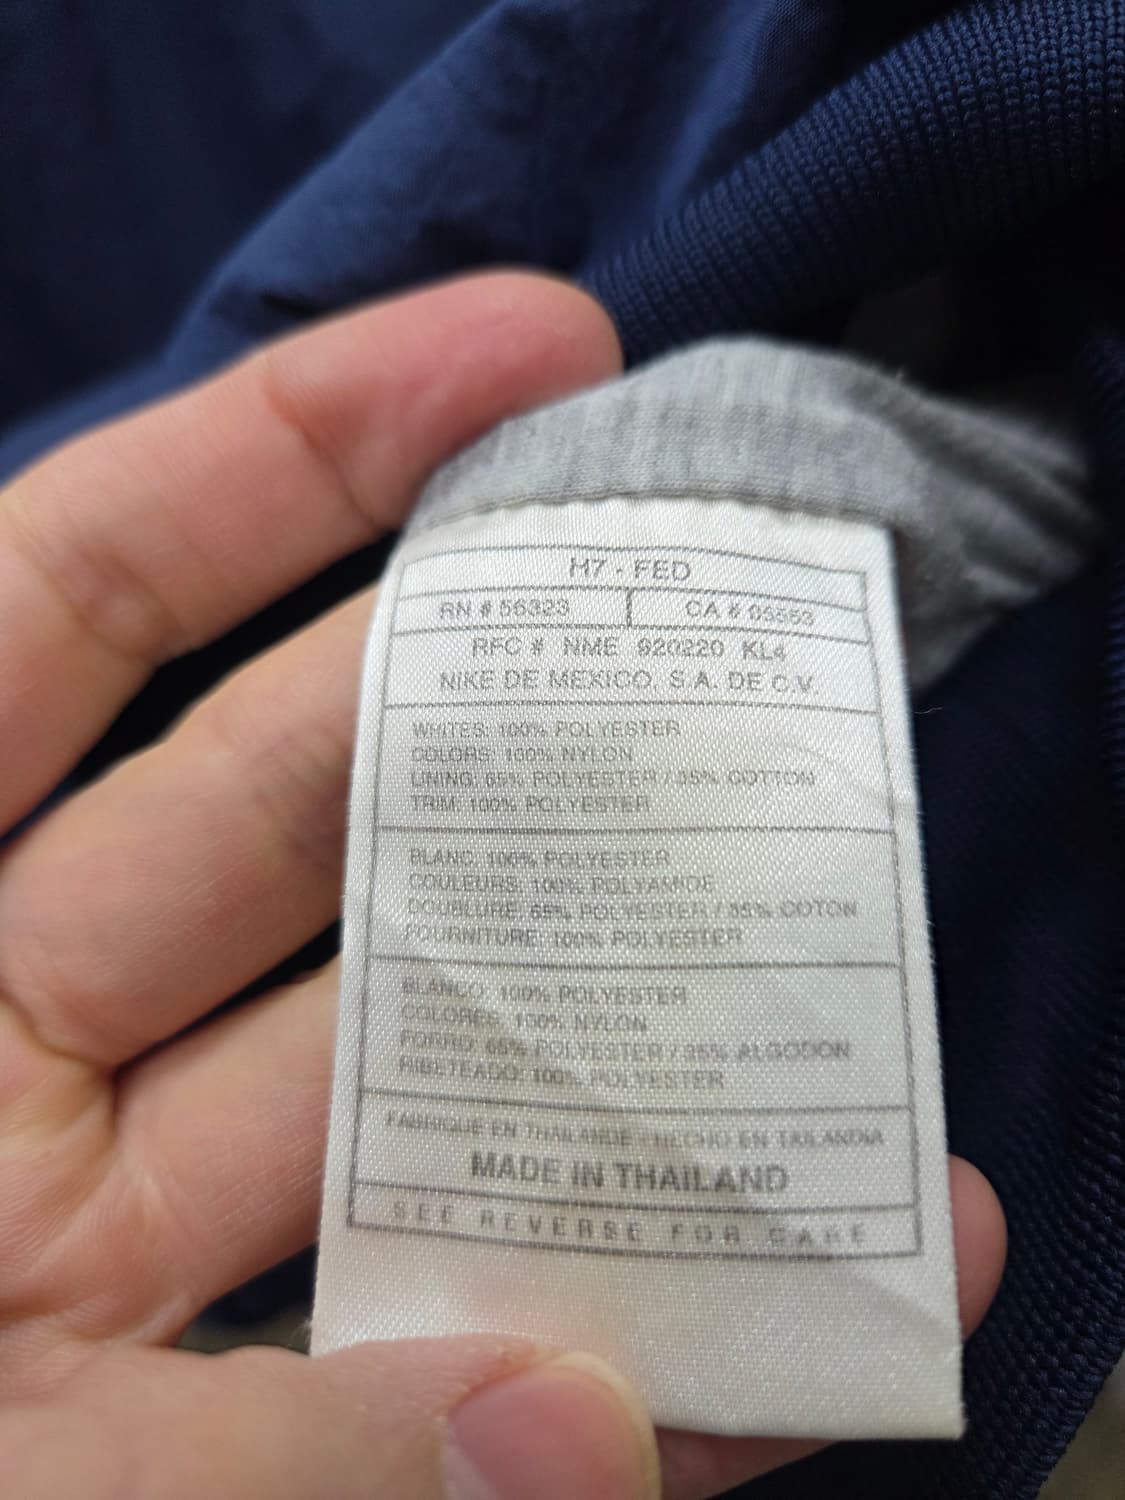 H7 - FED
RN # 56323 CA # 05553
RFC # NME 920220 KL4
NIKE DE MEXICO, S.A. DE C.V.
WHITES: 100% POLYESTER
COLORS: 100% NYLON
LINING: 65% POLYESTER / 35% COTTON
TRIM: 100% POLYESTER
BLANC: 100% POLYESTER
COULEURS: 100% POLYAMIDE
DOUBLURE: 65% POLYESTER / 35% COTON
FOURNITURE: 100% POLYESTER
BLANCO: 100% POLYESTER
COLORES: 100% NYLON
FORRO: 65% POLYESTER / 35% ALGODON
RIBETEADO: 100% POLYESTER
FABRIQUE EN THAILANDE - HECHO EN TAILANDIA
MADE IN THAILAND
SEE REVERSE FOR CARE